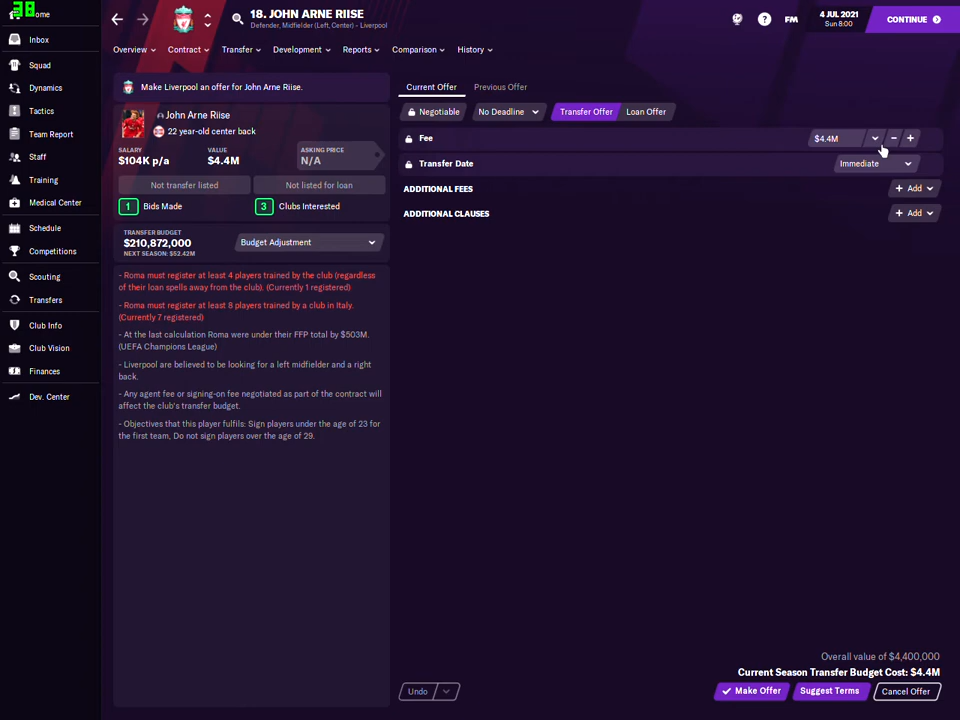 38
ome
18. JOHN ARNE RIISE
Defender, Midfielder (Left, Center) - Liverpool
?
FM
4 JUL 2021
Sun 8:00
CONTINUE
Inbox
Squad
Dynamics
Tactics
Team Report
Staff
Training
Medical Center
Schedule
Competitions
Scouting
Transfers
Club Info
Club Vision
Finances
Dev. Center
Overview
Contract
Transfer
Development
Reports
Comparison
History
Make Liverpool an offer for John Arne Riise.
John Arne Riise
22 year-old center back
SALARY
$104K p/a
VALUE
$4.4M
ASKING PRICE
N/A
Not transfer listed
Not listed for loan
1 Bids Made
3 Clubs Interested
TRANSFER BUDGET
$210,872,000
NEXT SEASON: $52.42M
Budget Adjustment
- Roma must register at least 4 players trained by the club (regardless
of their loan spells away from the club). (Currently 1 registered)
- Roma must register at least 8 players trained by a club in Italy.
(Currently 7 registered)
- At the last calculation Roma were under their FFP total by $503M.
(UEFA Champions League)
- Liverpool are believed to be looking for a left midfielder and a right
back.
- Any agent fee or signing-on fee negotiated as part of the contract will
affect the club's transfer budget.
- Objectives that this player fulfils: Sign players under the age of 23 for
the first team, Do not sign players over the age of 29.
Current Offer
Previous Offer
Negotiable
No Deadline
Transfer Offer
Loan Offer
Fee
$4.4M
Transfer Date
Immediate
ADDITIONAL FEES
+ Add
ADDITIONAL CLAUSES
+ Add
Overall value of $4,400,000
Current Season Transfer Budget Cost: $4.4M
Undo
Make Offer
Suggest Terms
Cancel Offer